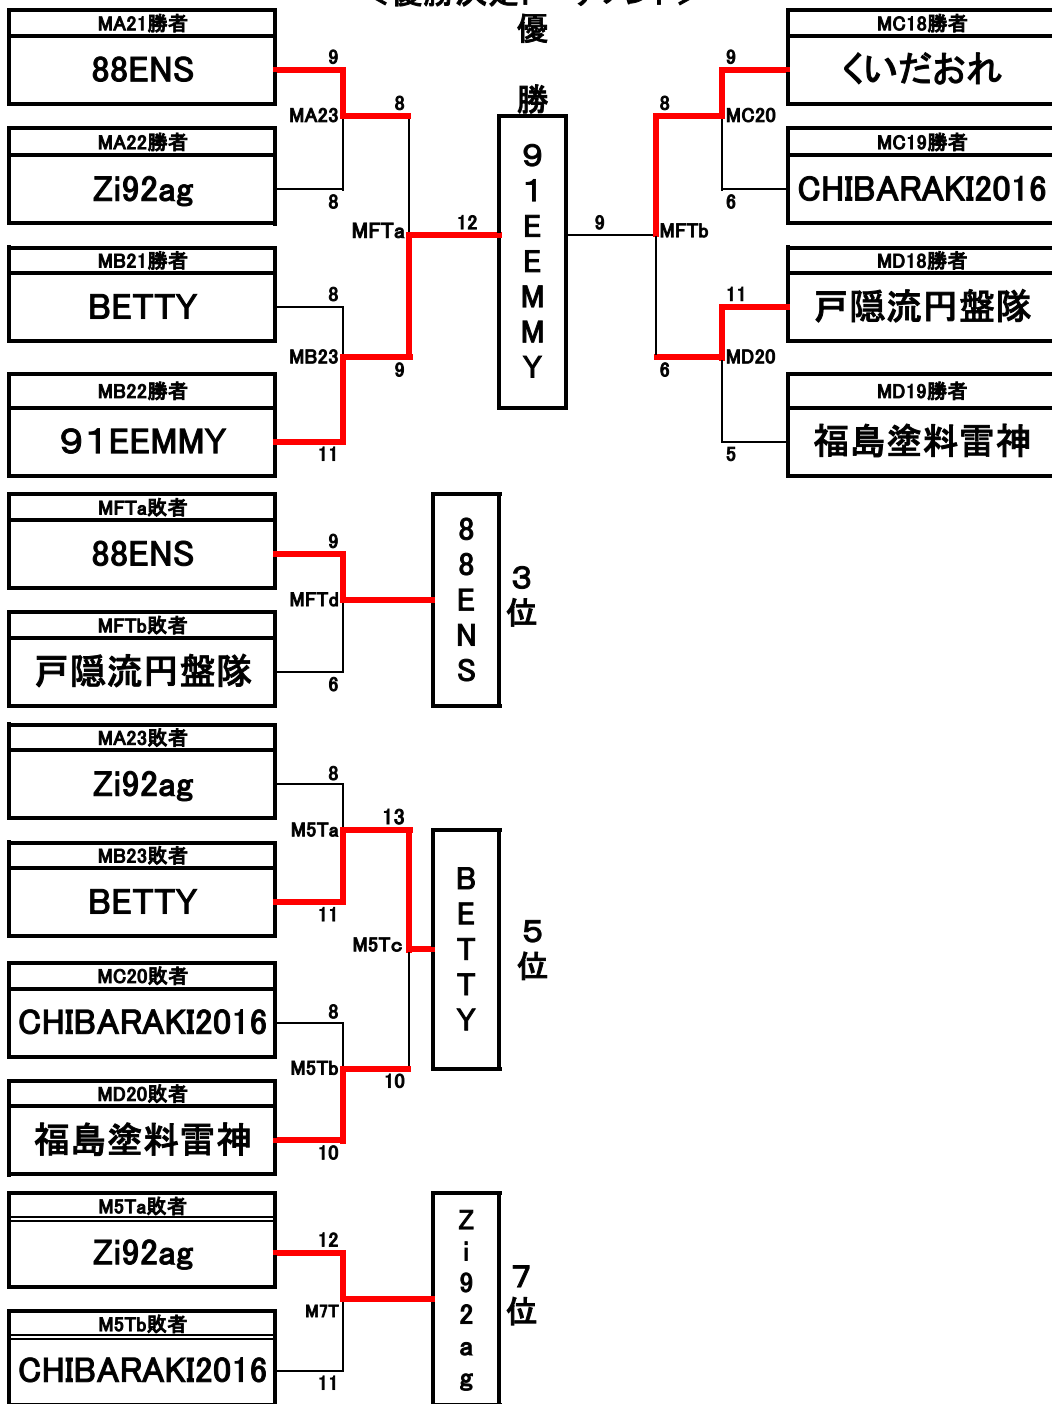 優
勝
MA21勝者
88ENS
9
MA23
8
MA22勝者
Zi92ag
8
MFTa
12
MB21勝者
BETTY
8
MB23
9
MB22勝者
91EEMMY
11
91EEMMY
9
MC18勝者
くいだおれ
9
8
MC20
MC19勝者
CHIBARAKI2016
6
MFTb
MD18勝者
戸隠流円盤隊
11
6
MD20
MD19勝者
福島塗料雷神
5
MFTa敗者
88ENS
9
MFTd
MFTb敗者
戸隠流円盤隊
6
88ENS
3位
MA23敗者
Zi92ag
8
M5Ta
13
MB23敗者
BETTY
11
M5Tc
MC20敗者
CHIBARAKI2016
8
M5Tb
10
MD20敗者
福島塗料雷神
10
BETTY
5位
M5Ta敗者
Zi92ag
12
M7T
M5Tb敗者
CHIBARAKI2016
11
Zi92ag
7位